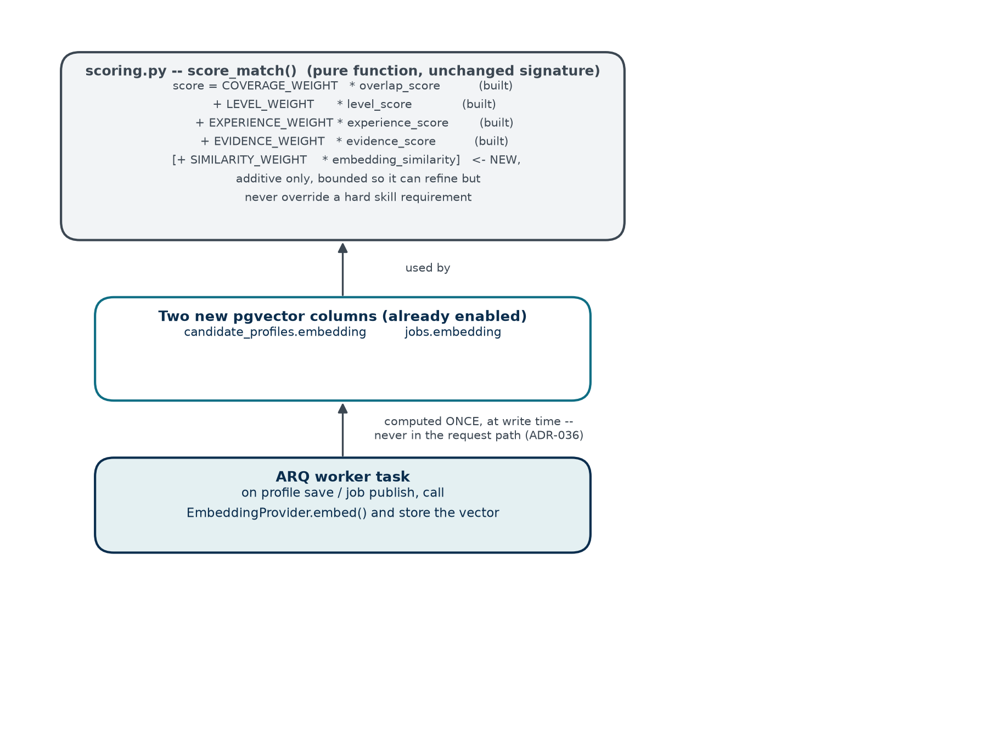 scoring.py -- score_match()  (pure function, unchanged signature)
score = COVERAGE_WEIGHT   * overlap_score          (built)
+ LEVEL_WEIGHT      * level_score             (built)
+ EXPERIENCE_WEIGHT * experience_score        (built)
+ EVIDENCE_WEIGHT   * evidence_score          (built)
[+ SIMILARITY_WEIGHT    * embedding_similarity]   <- NEW,
additive only, bounded so it can refine but
never override a hard skill requirement
used by
Two new pgvector columns (already enabled)
candidate_profiles.embedding          jobs.embedding
computed ONCE, at write time --
never in the request path (ADR-036)
ARQ worker task
on profile save / job publish, call
EmbeddingProvider.embed() and store the vector